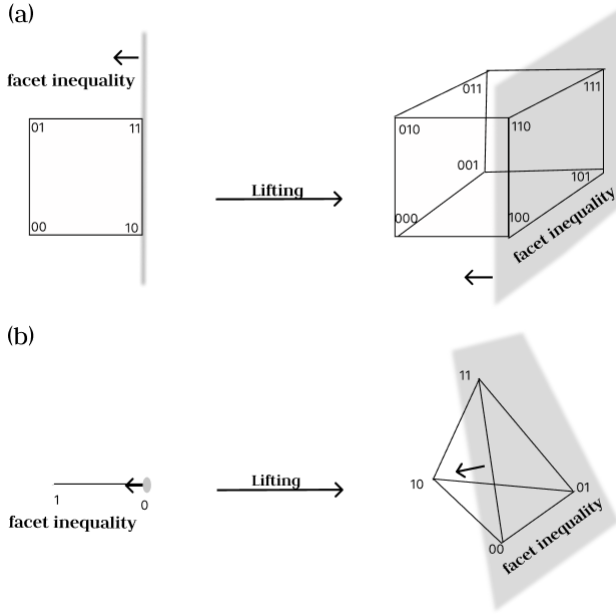 (a)
facet inequality
01 11
00 10
Lifting
011 111
010 110
001 101
000 100
facet inequality
(b)
1 0
facet inequality
Lifting
11
10 01
00
facet inequality